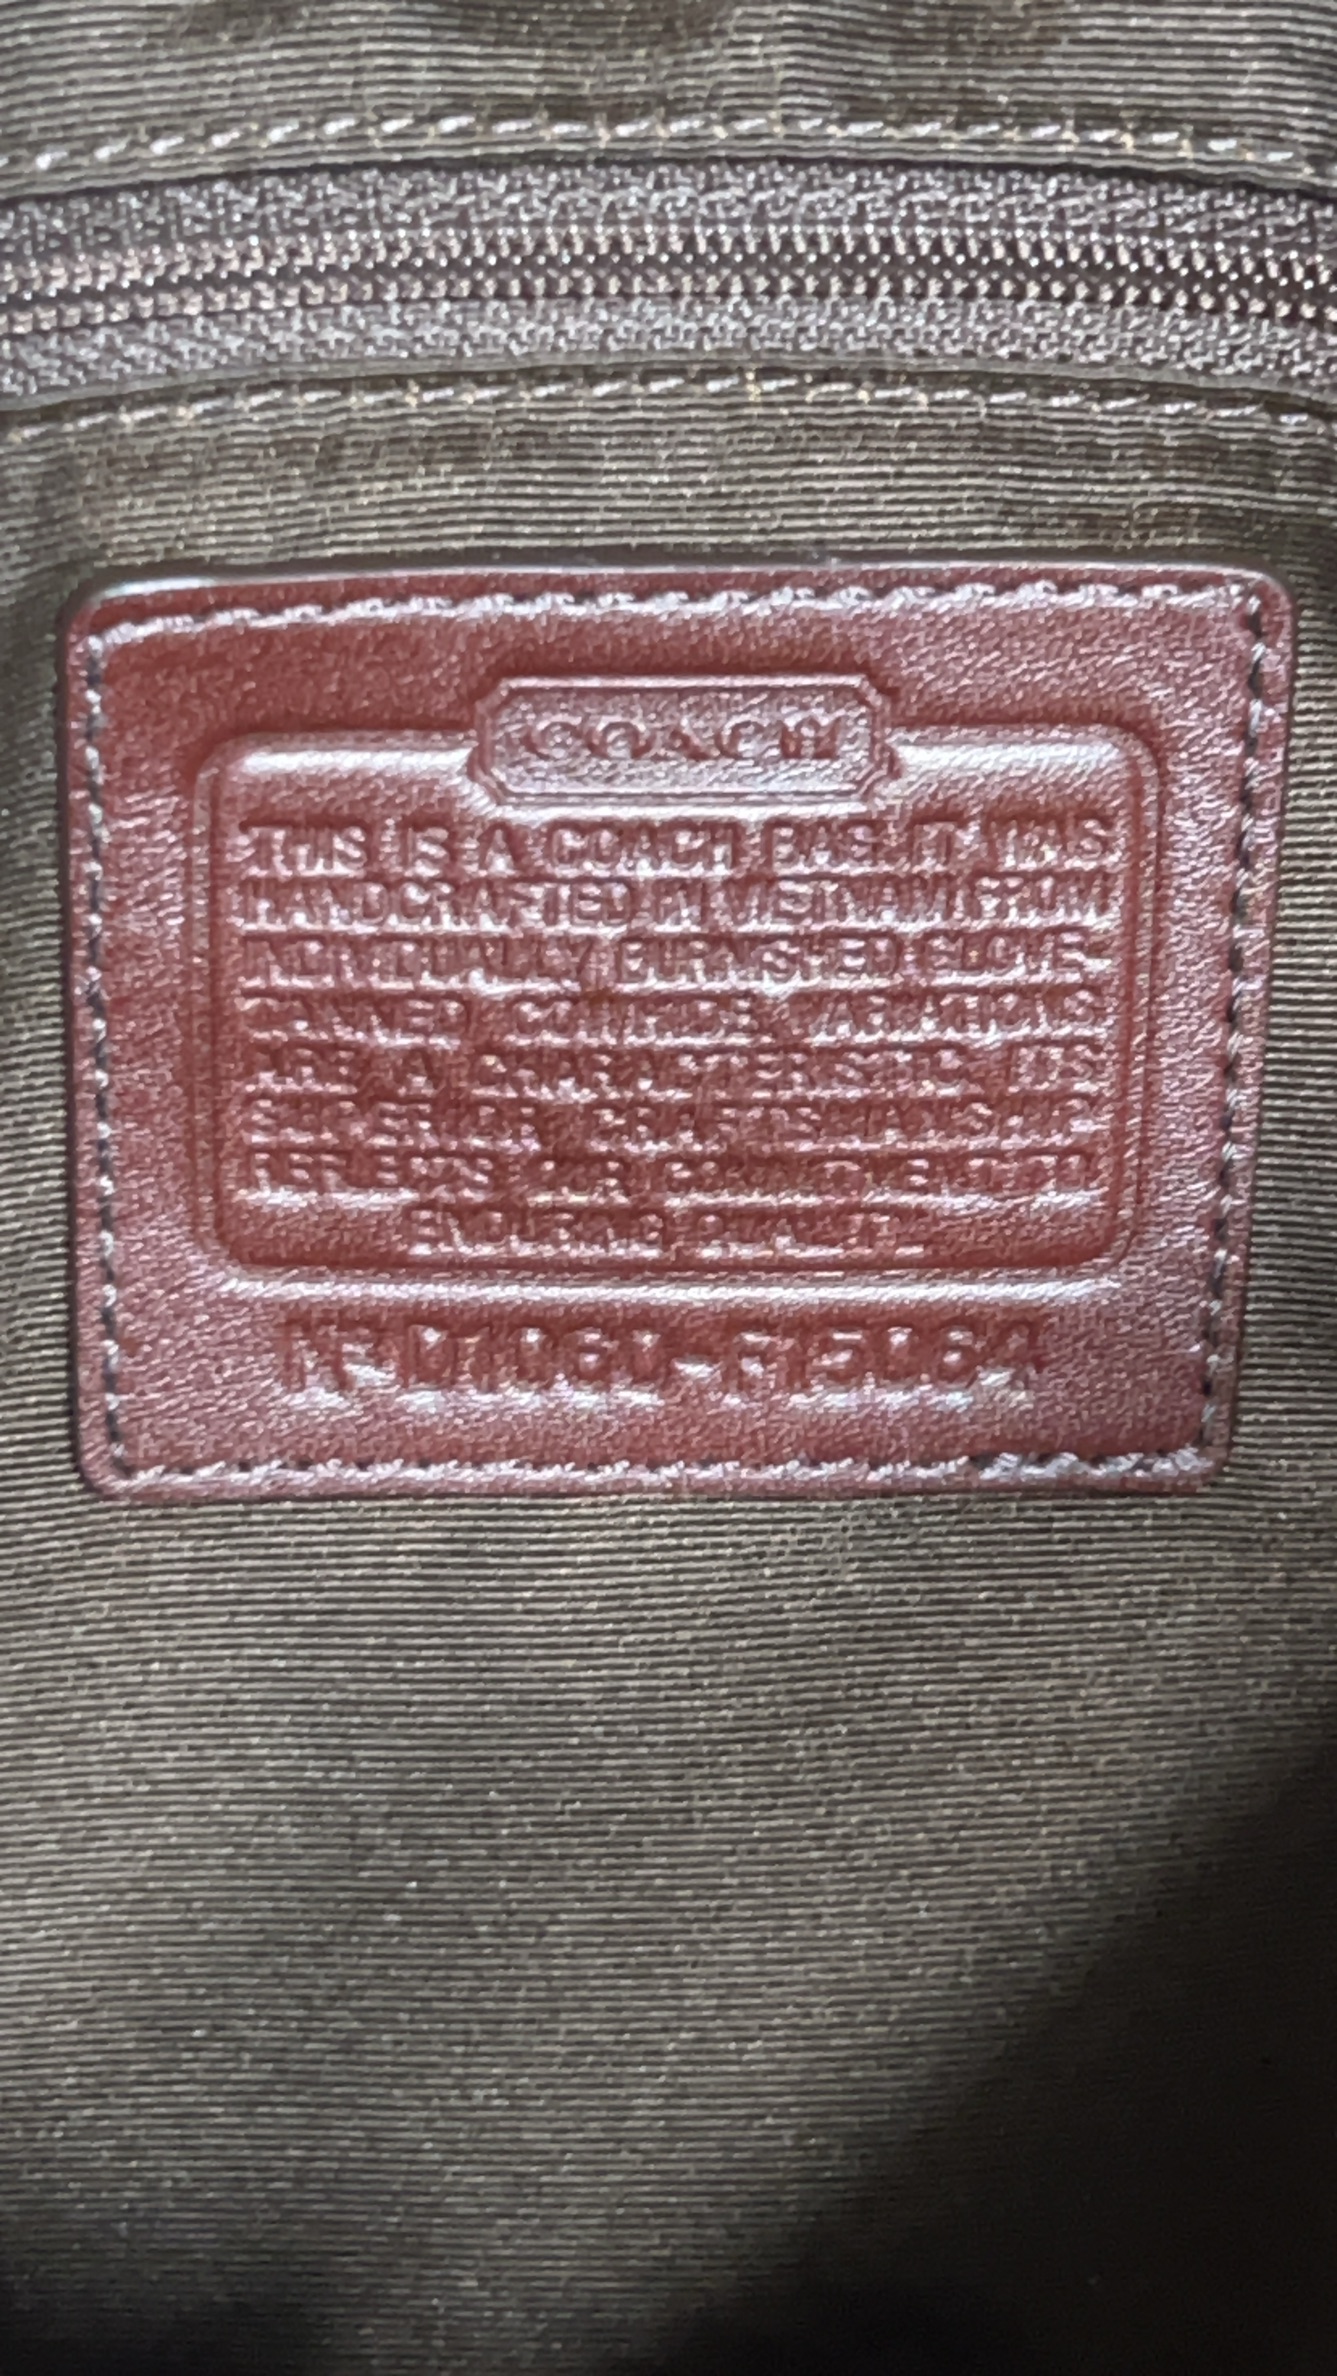 COACH
THIS IS A COACH BAG. IT WAS
HANDCRAFTED IN VIETNAM FROM
INDIVIDUALLY BURNISHED GLOVE-
TANNED COWHIDE. VARIATIONS
ARE A CHARACTERISTIC. ITS
SUPERIOR CRAFTSMANSHIP
REFLECTS OUR COMMITMENT TO
ENDURING QUALITY.